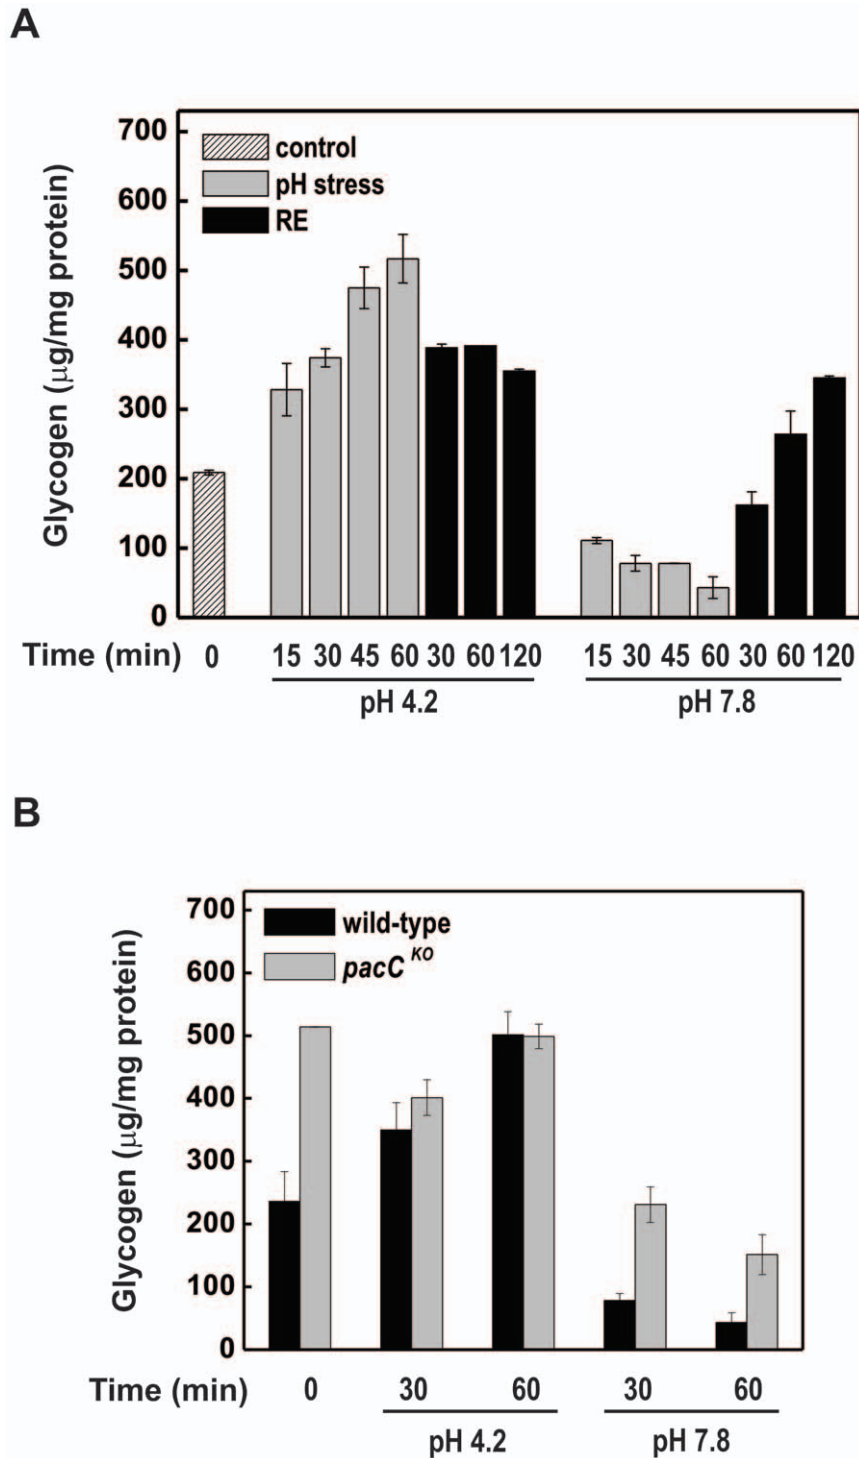 A
700
600
500
400
300
200
100
0
Glycogen (μg/mg protein)
control
pH stress
RE
Time (min) 0 15 30 45 60 30 60 120 15 30 45 60 30 60 120
pH 4.2 pH 7.8
B
700
600
500
400
300
200
100
0
Glycogen (μg/mg protein)
wild-type
pacC KO
Time (min) 0 30 60 30 60
pH 4.2 pH 7.8